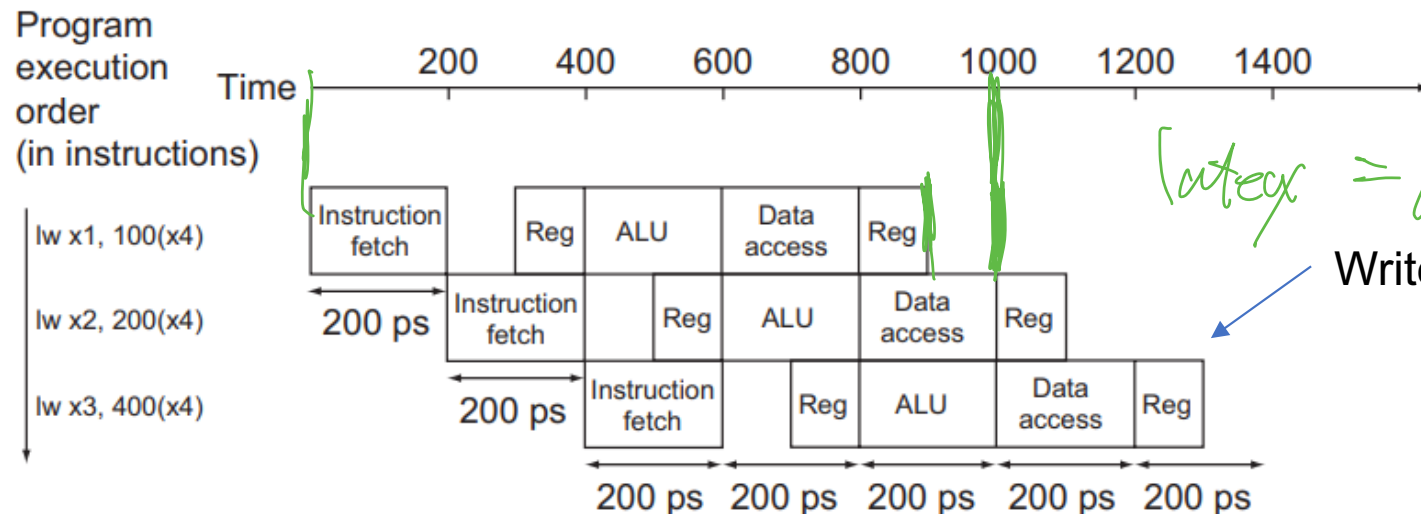 Program
execution
order
(in instructions)
Time
200 400 600 800 1000 1200 1400
lw x1, 100(x4)
Instruction
fetch
Reg
ALU
Data
access
Reg
200 ps
Write
lw x2, 200(x4)
Instruction
fetch
Reg
ALU
Data
access
Reg
200 ps
lw x3, 400(x4)
Instruction
fetch
Reg
ALU
Data
access
Reg
200 ps 200 ps 200 ps 200 ps 200 ps